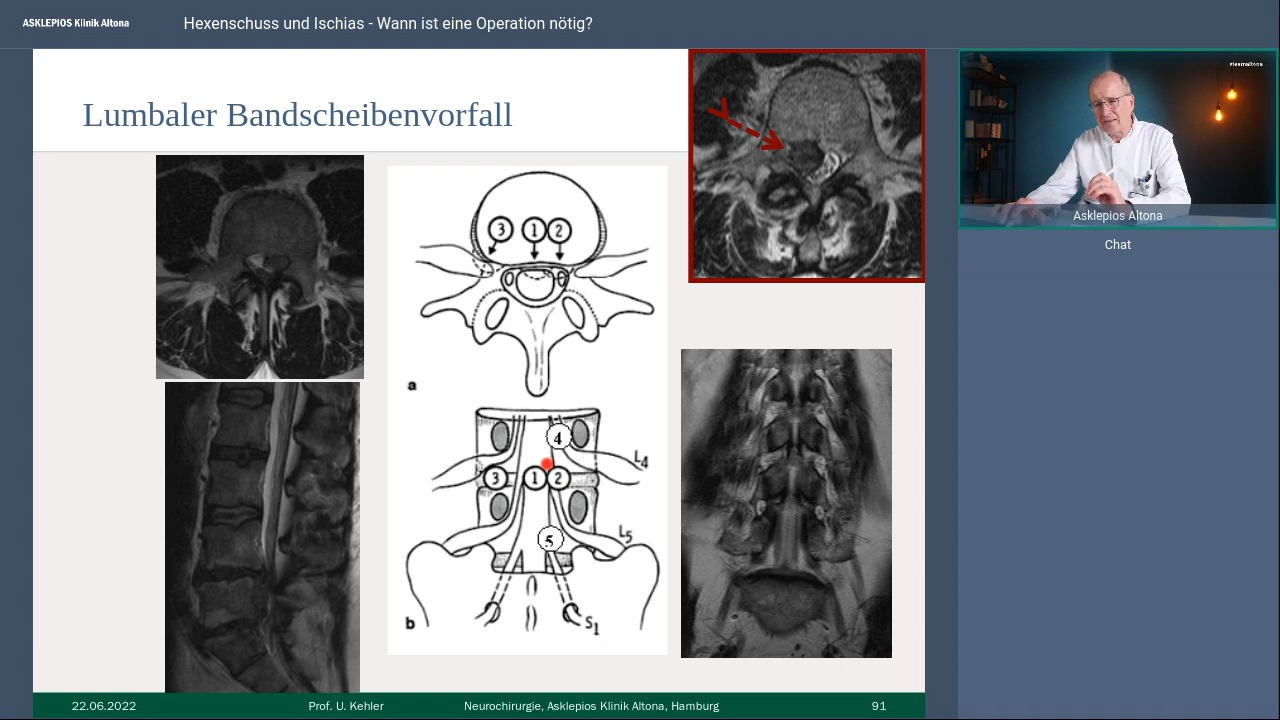 ASKLEPIOS Klinik Altona
Hexenschuss und Ischias - Wann ist eine Operation nötig?
#teamaltona
Lumbaler Bandscheibenvorfall
Asklepios Altona
Chat
3 1 2
a
4
L4
3 1 2
L5
5
b
S1
22.06.2022 Prof. U. Kehler Neurochirurgie, Asklepios Klinik Altona, Hamburg 91